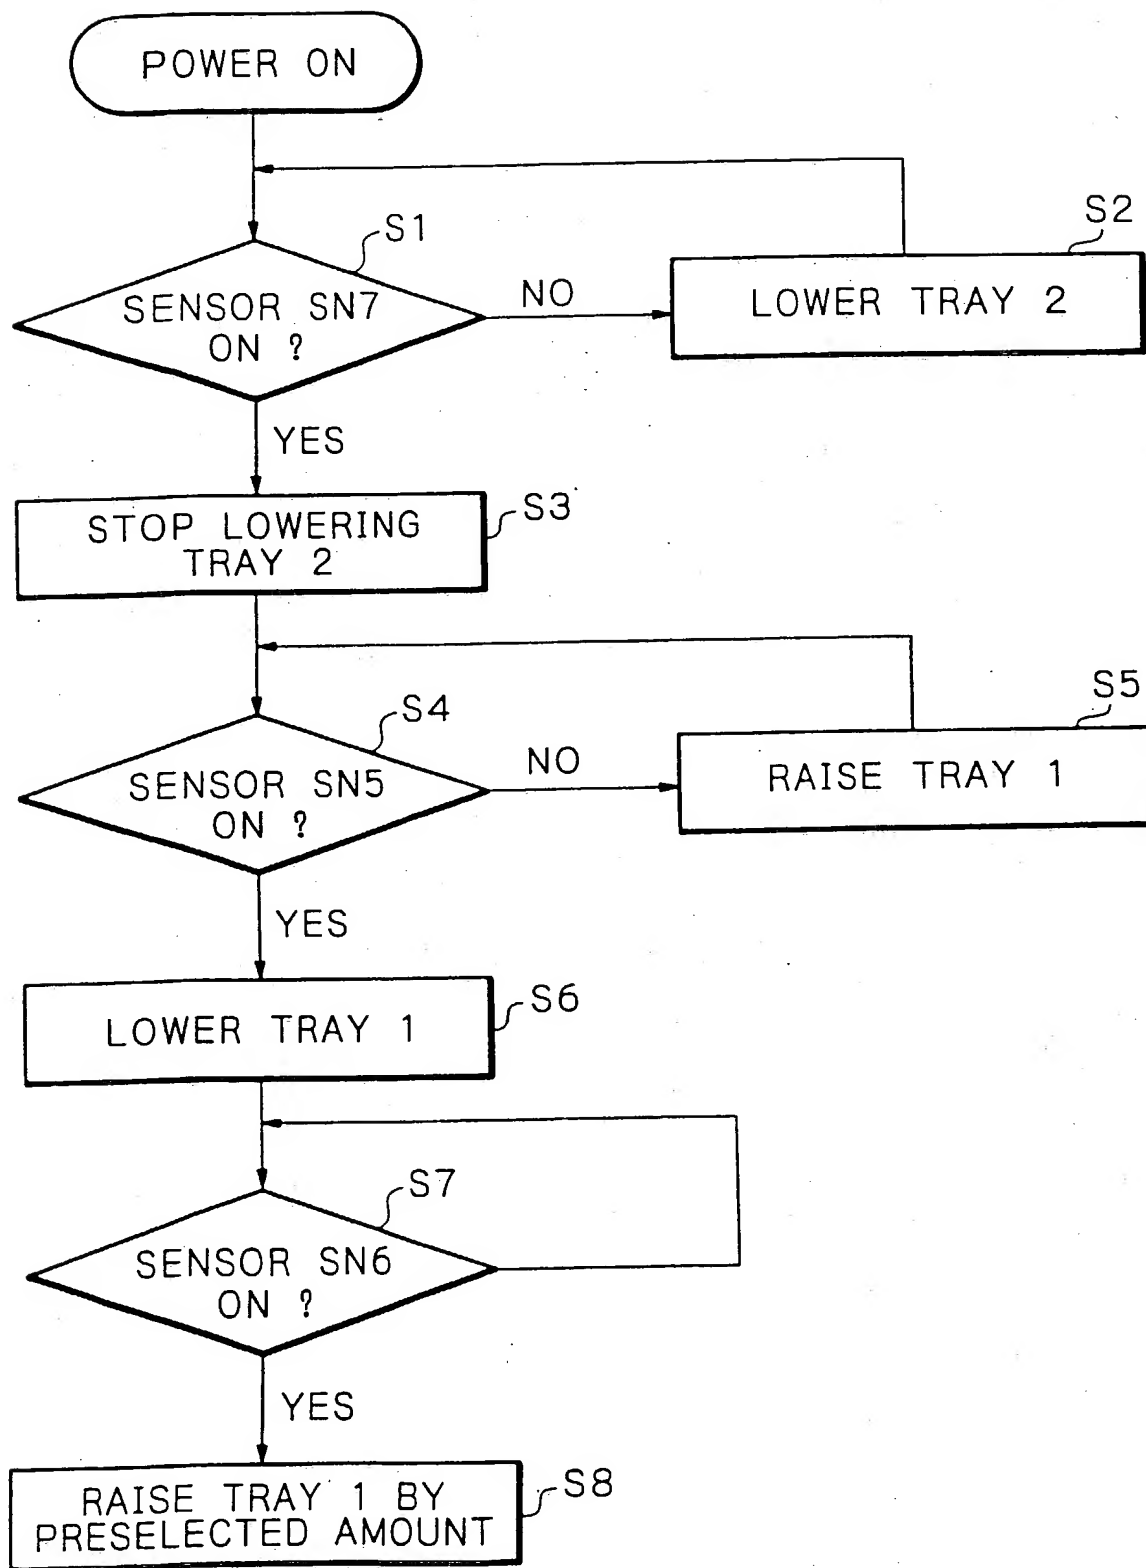 POWER ON
S1
S2
SENSOR SN7
ON ?
NO
LOWER TRAY 2
YES
S3
STOP LOWERING
TRAY 2
S4
S5
SENSOR SN5
ON ?
NO
RAISE TRAY 1
YES
S6
LOWER TRAY 1
S7
SENSOR SN6
ON ?
YES
S8
RAISE TRAY 1 BY
PRESELECTED AMOUNT